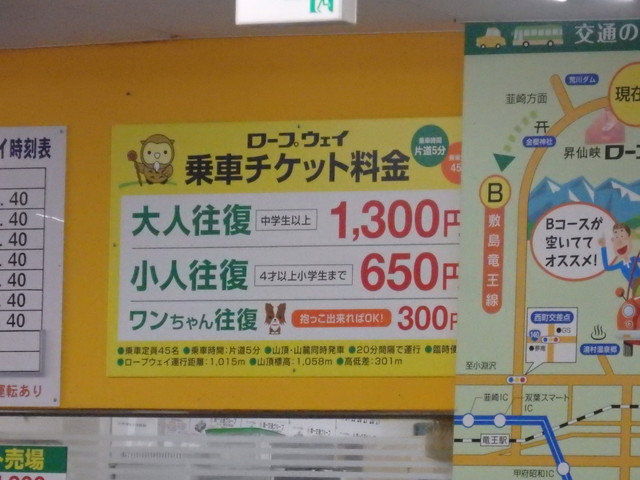 イ時刻表
. 40
. 40
. 40
. 40
. 40
. 40
. 40
運転あり
売場
ロープウェイ
乗車チケット料金
乗車時間
片道5分
大人往復 中学生以上 1,300円
小人往復 4才以上小学生まで 650円
ワンちゃん往復 抱っこ出来ればOK! 300円
●乗車定員45名 ●乗車時間:片道5分 ●山頂・山麓同時発車 ●20分間隔で運行 ●臨時便
●ロープウェイ運行距離:1,015m ●山頂標高:1,058m ●高低差:301m
交通の
荒川ダム
韮崎方面
現在
金櫻神社
昇仙峡 ロープ
B
敷島竜王線
Bコースが
空いてて
オススメ!
西町交差点
湯村温泉郷
至小淵沢
韮崎IC
双葉スマート
IC
竜王駅
甲府昭和IC